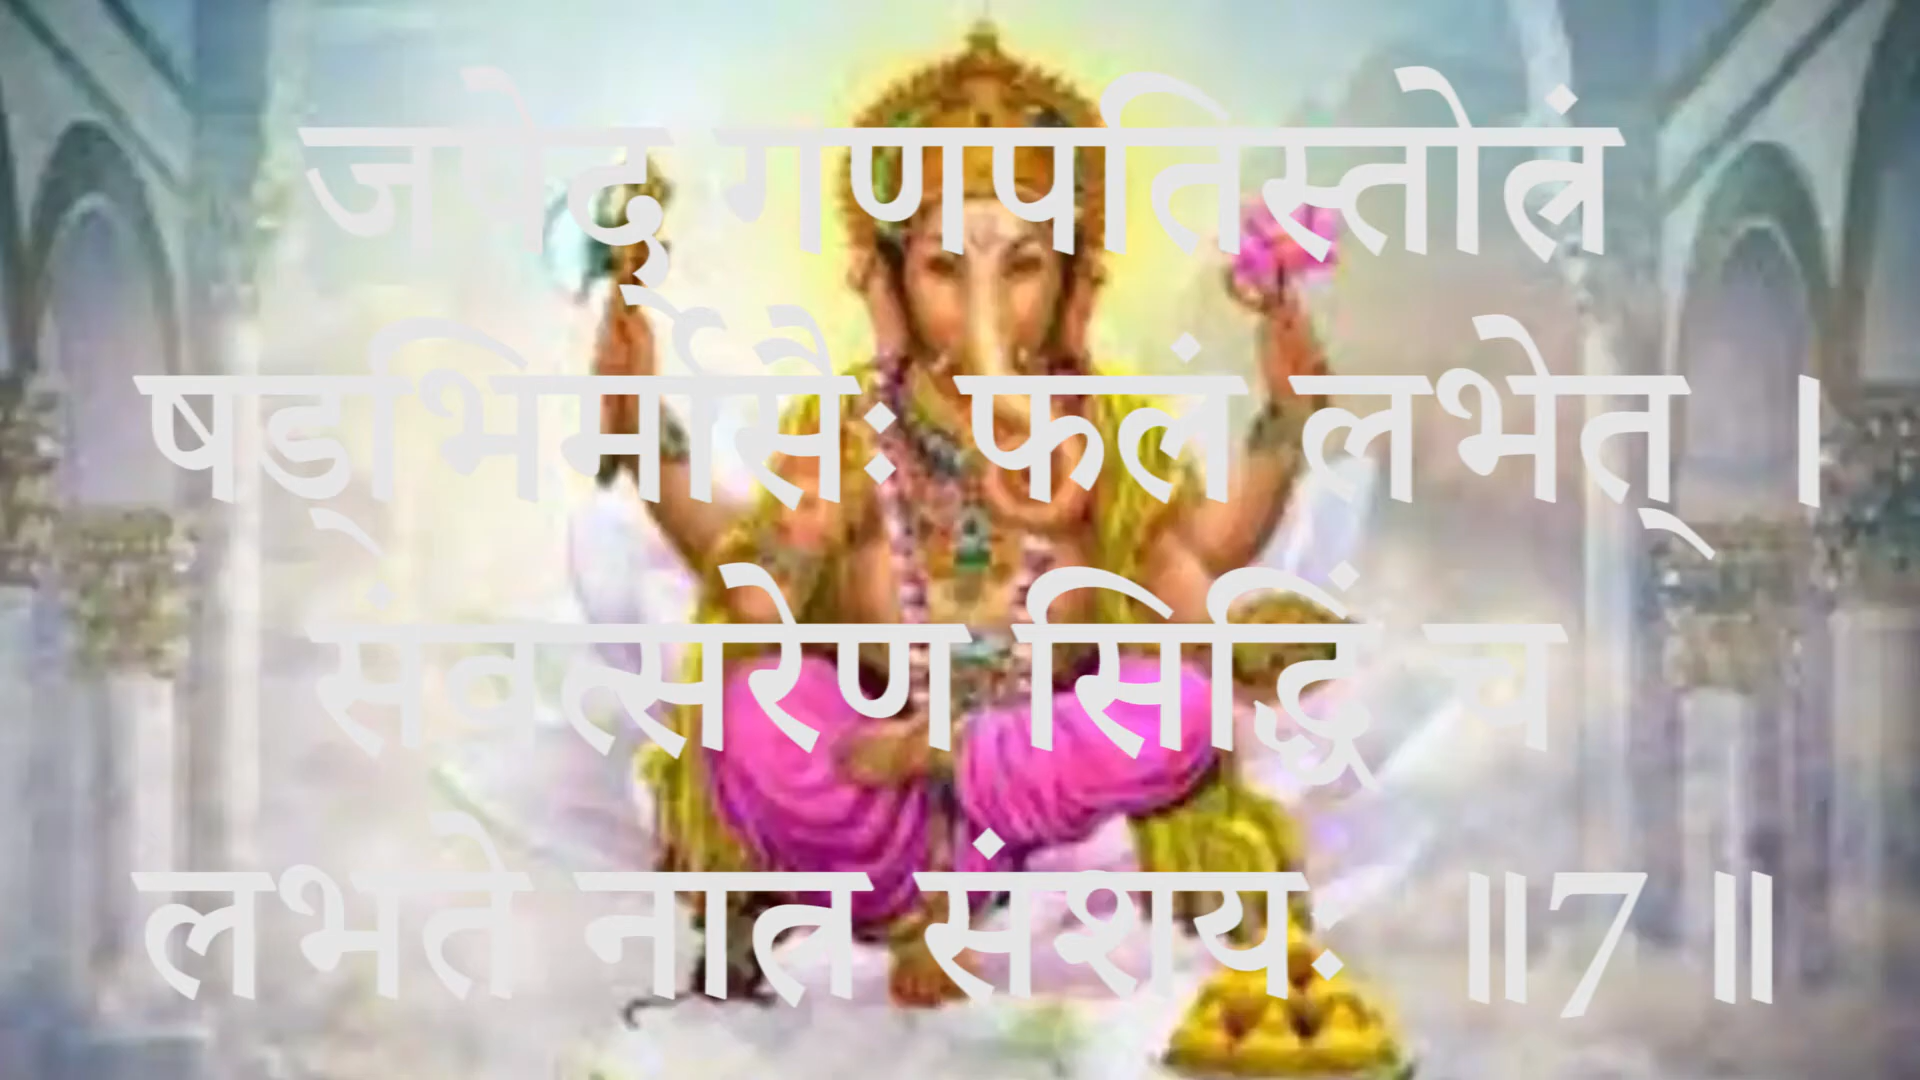 जपेद् गणपतिस्तोत्रं
षड्भिर्मासैः फलं लभेत् ।
संवत्सरेण सिद्धिं च
लभते नात्र संशयः ॥7॥